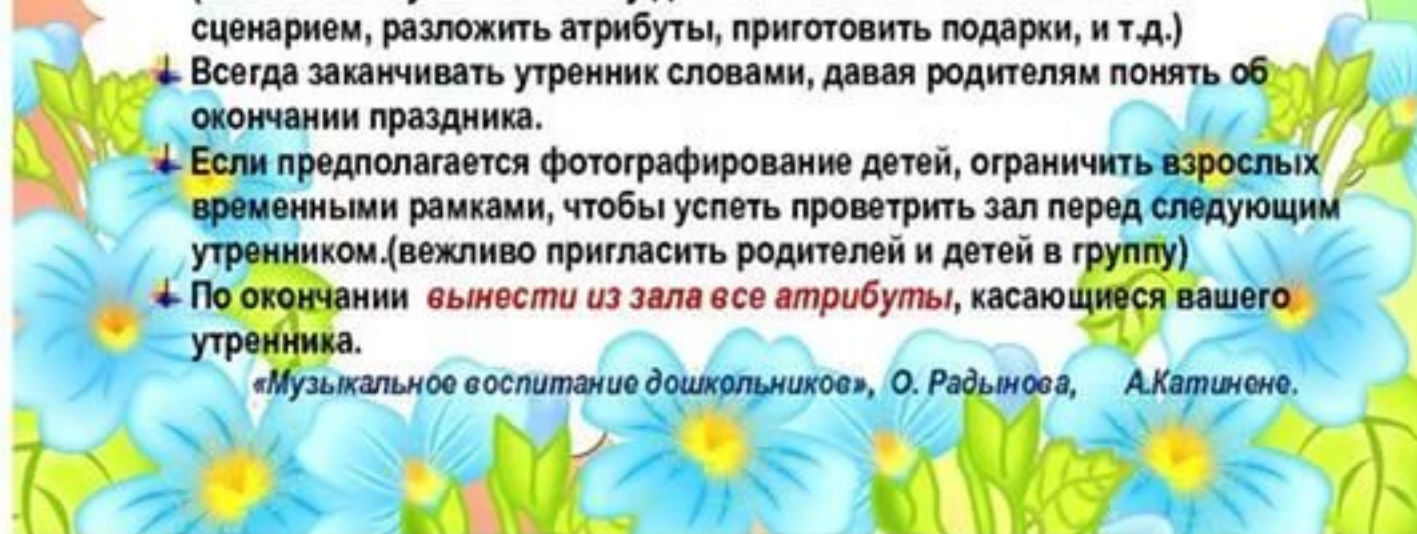 сценарием, разложить атрибуты, приготовить подарки, и т.д.)
Всегда заканчивать утренник словами, давая родителям понять об
окончании праздника.
Если предполагается фотографирование детей, ограничить взрослых
временными рамками, чтобы успеть проветрить зал перед следующим
утренником.(вежливо пригласить родителей и детей в группу)
По окончании вынести из зала все атрибуты, касающиеся вашего
утренника.
«Музыкальное воспитание дошкольников», О. Радынова, А.Катинене.